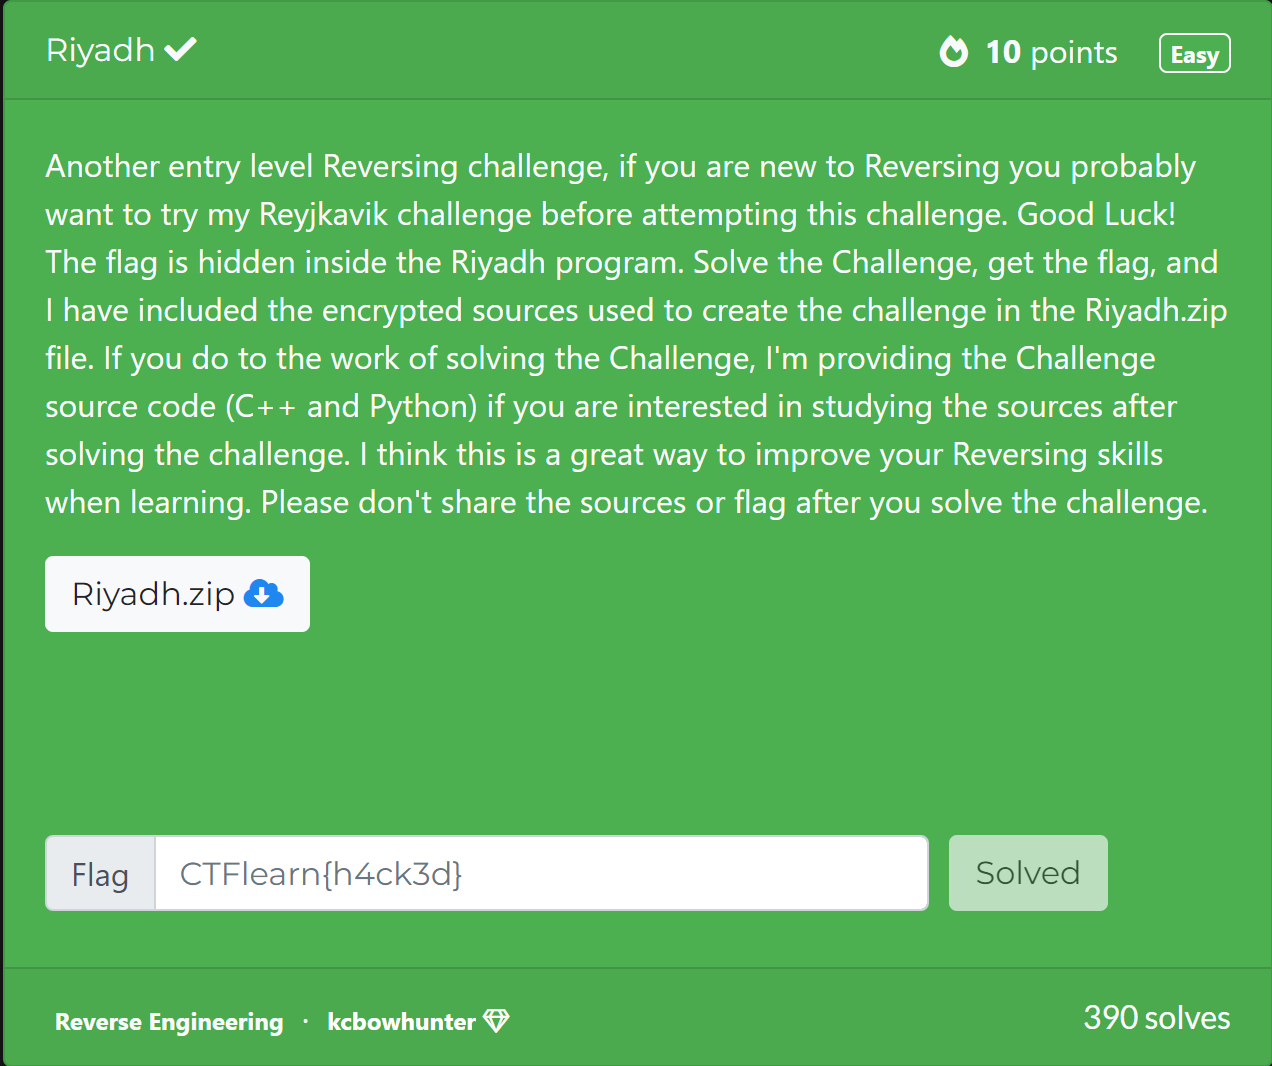 Riyadh
10 points
Easy
Another entry level Reversing challenge, if you are new to Reversing you probably
want to try my Reyjkavik challenge before attempting this challenge. Good Luck!
The flag is hidden inside the Riyadh program. Solve the Challenge, get the flag, and
I have included the encrypted sources used to create the challenge in the Riyadh.zip
file. If you do to the work of solving the Challenge, I'm providing the Challenge
source code (C++ and Python) if you are interested in studying the sources after
solving the challenge. I think this is a great way to improve your Reversing skills
when learning. Please don't share the sources or flag after you solve the challenge.
Riyadh.zip
Flag
CTFlearn{h4ck3d}
Solved
Reverse Engineering · kcbowhunter
390 solves